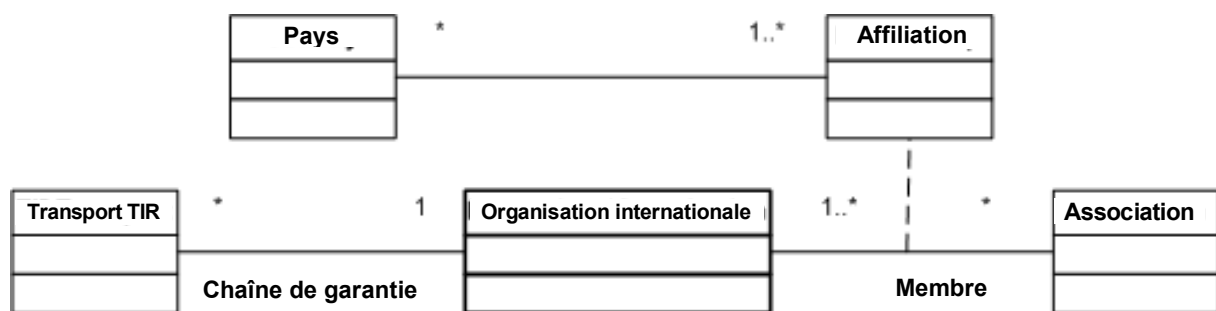 Pays * 1..* Affiliation
Transport TIR * 1 Organisation internationale 1..* * Association
Chaîne de garantie Membre